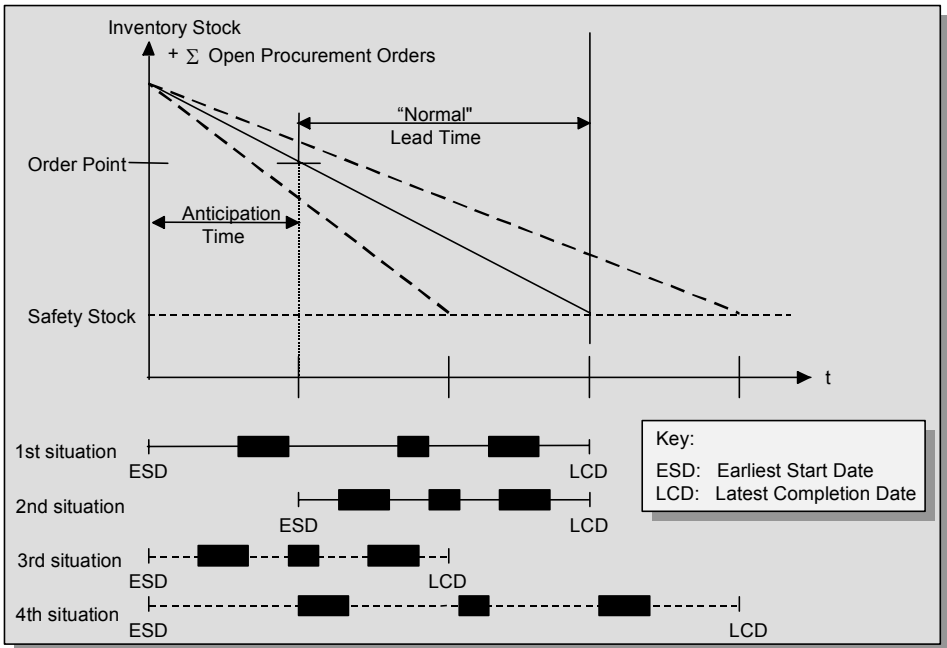 Inventory Stock
+ Σ Open Procurement Orders
“Normal"
Lead Time
Order Point
Anticipation
Time
Safety Stock
t
1st situation
ESD
LCD
2nd situation
ESD
LCD
3rd situation
ESD
LCD
4th situation
ESD
LCD
Key:
ESD: Earliest Start Date
LCD: Latest Completion Date